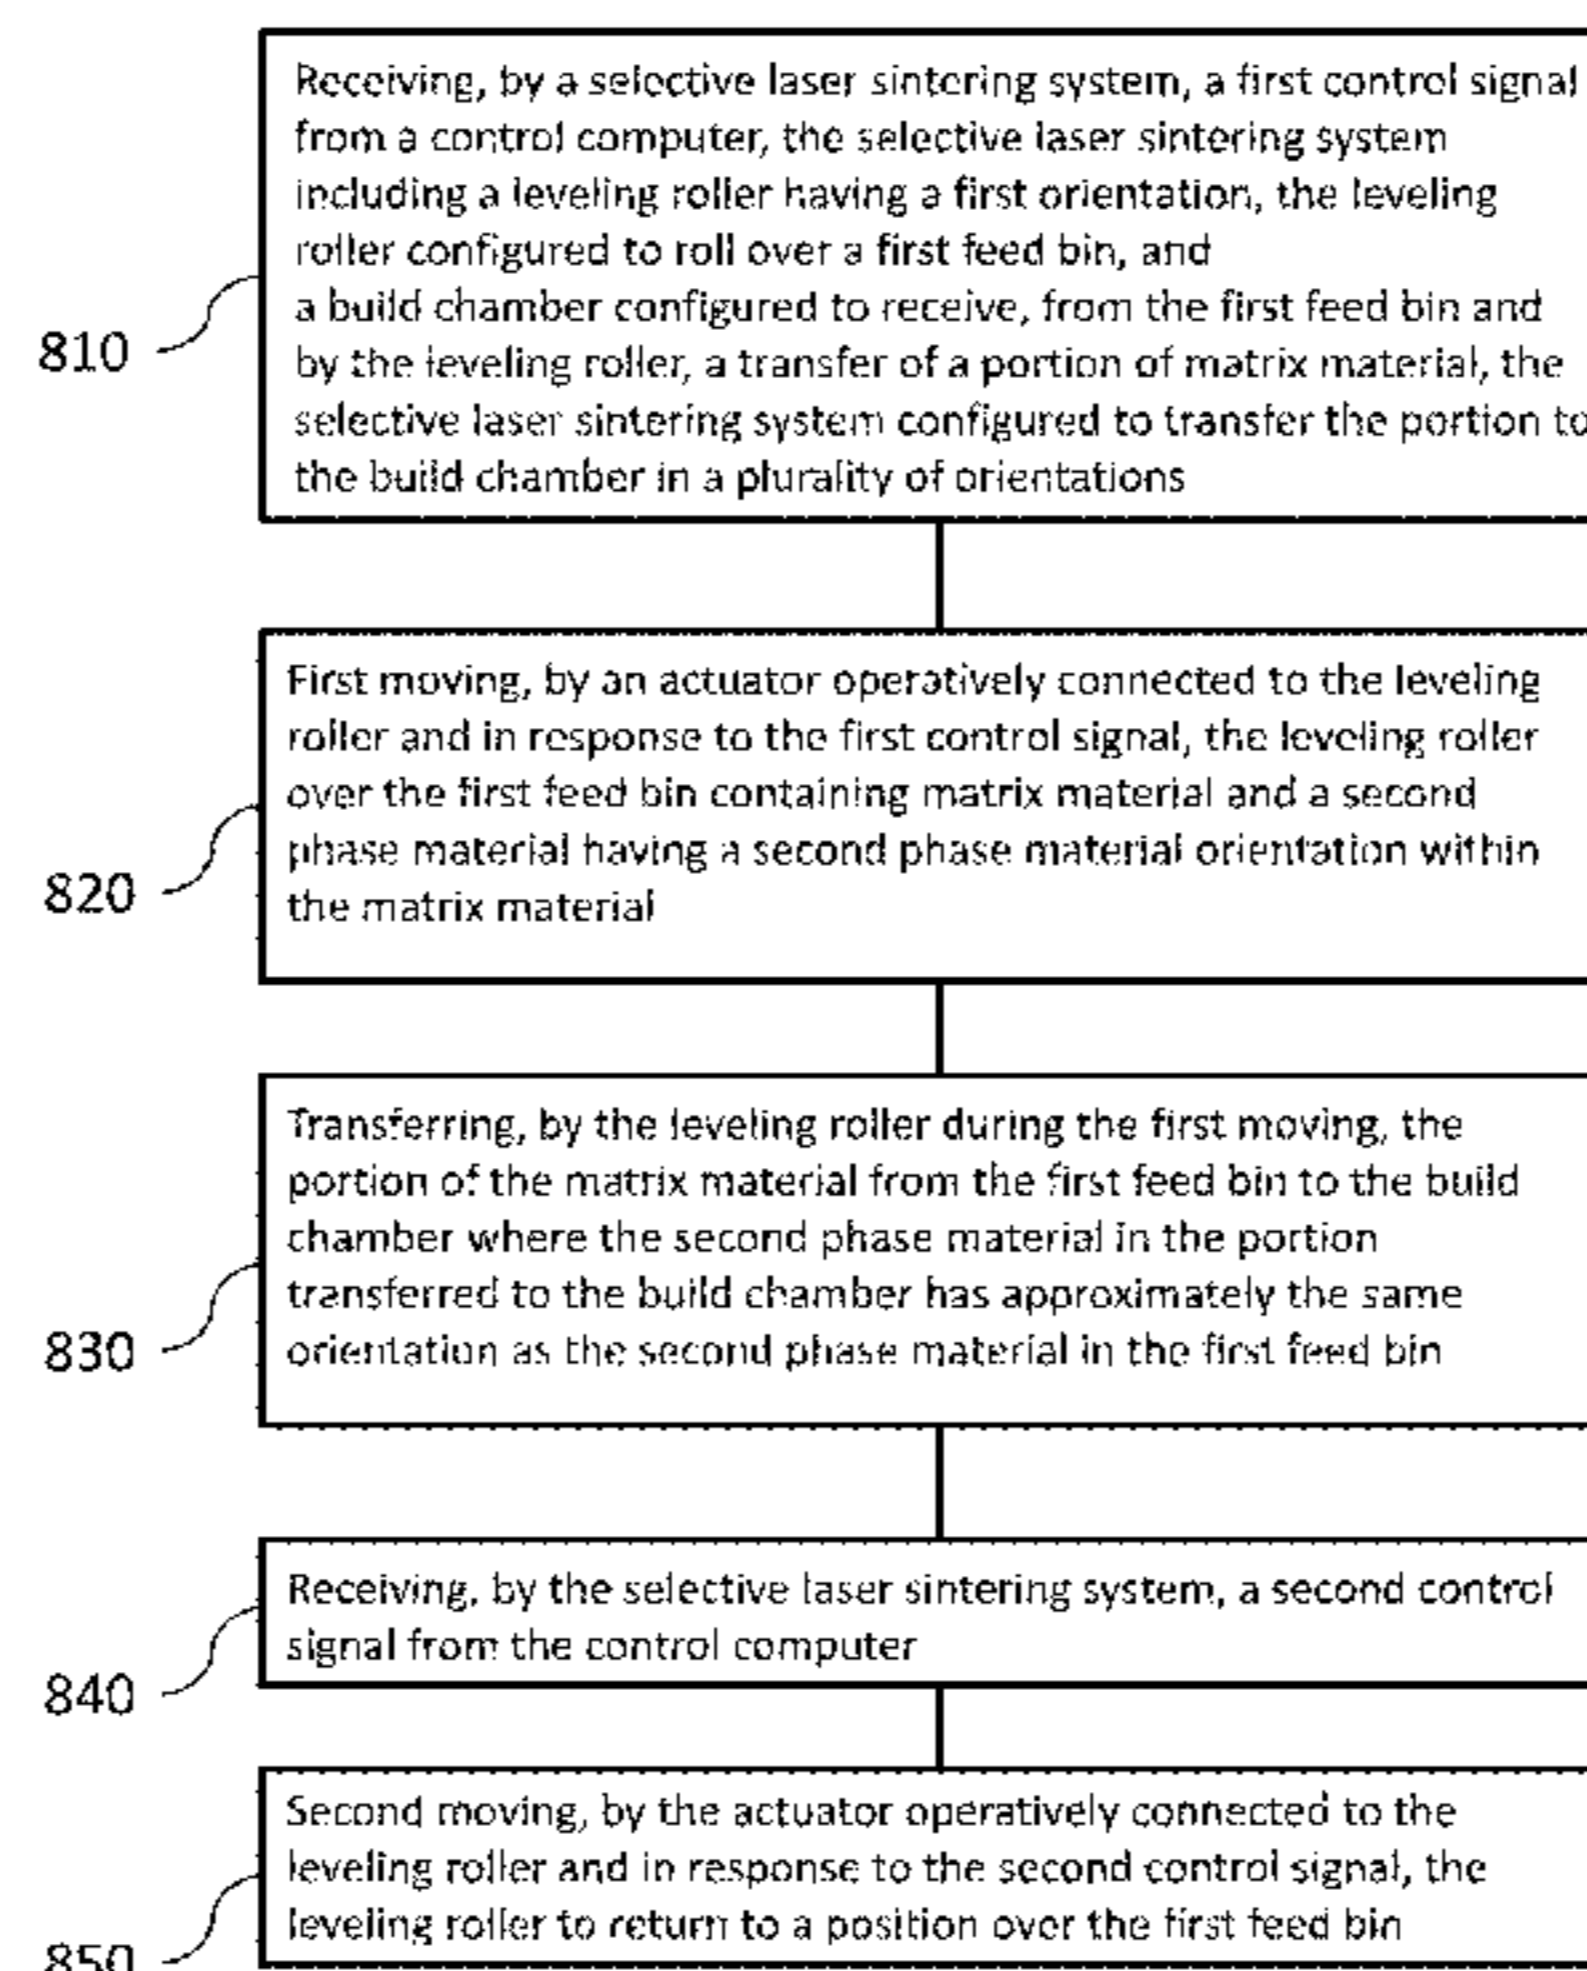 Receiving, by a selective laser sintering system, a first control signal
from a control computer, the selective laser sintering system
including a leveling roller having a first orientation, the leveling
roller configured to roll over a first feed bin, and
a build chamber configured to receive, from the first feed bin and
by the leveling roller, a transfer of a portion of matrix material, the
selective laser sintering system configured to transfer the portion to
the build chamber in a plurality of orientations
810
First moving, by an actuator operatively connected to the leveling
roller and in response to the first control signal, the leveling roller
over the first feed bin containing matrix material and a second
phase material having a second phase material orientation within
the matrix material
820
Transferring, by the leveling roller during the first moving, the
portion of the matrix material from the first feed bin to the build
chamber where the second phase material in the portion
transferred to the build chamber has approximately the same
orientation as the second phase material in the first feed bin
830
Receiving, by the selective laser sintering system, a second control
signal from the control computer
840
Second moving, by the actuator operatively connected to the
leveling roller and in response to the second control signal, the
leveling roller to return to a position over the first feed bin
850